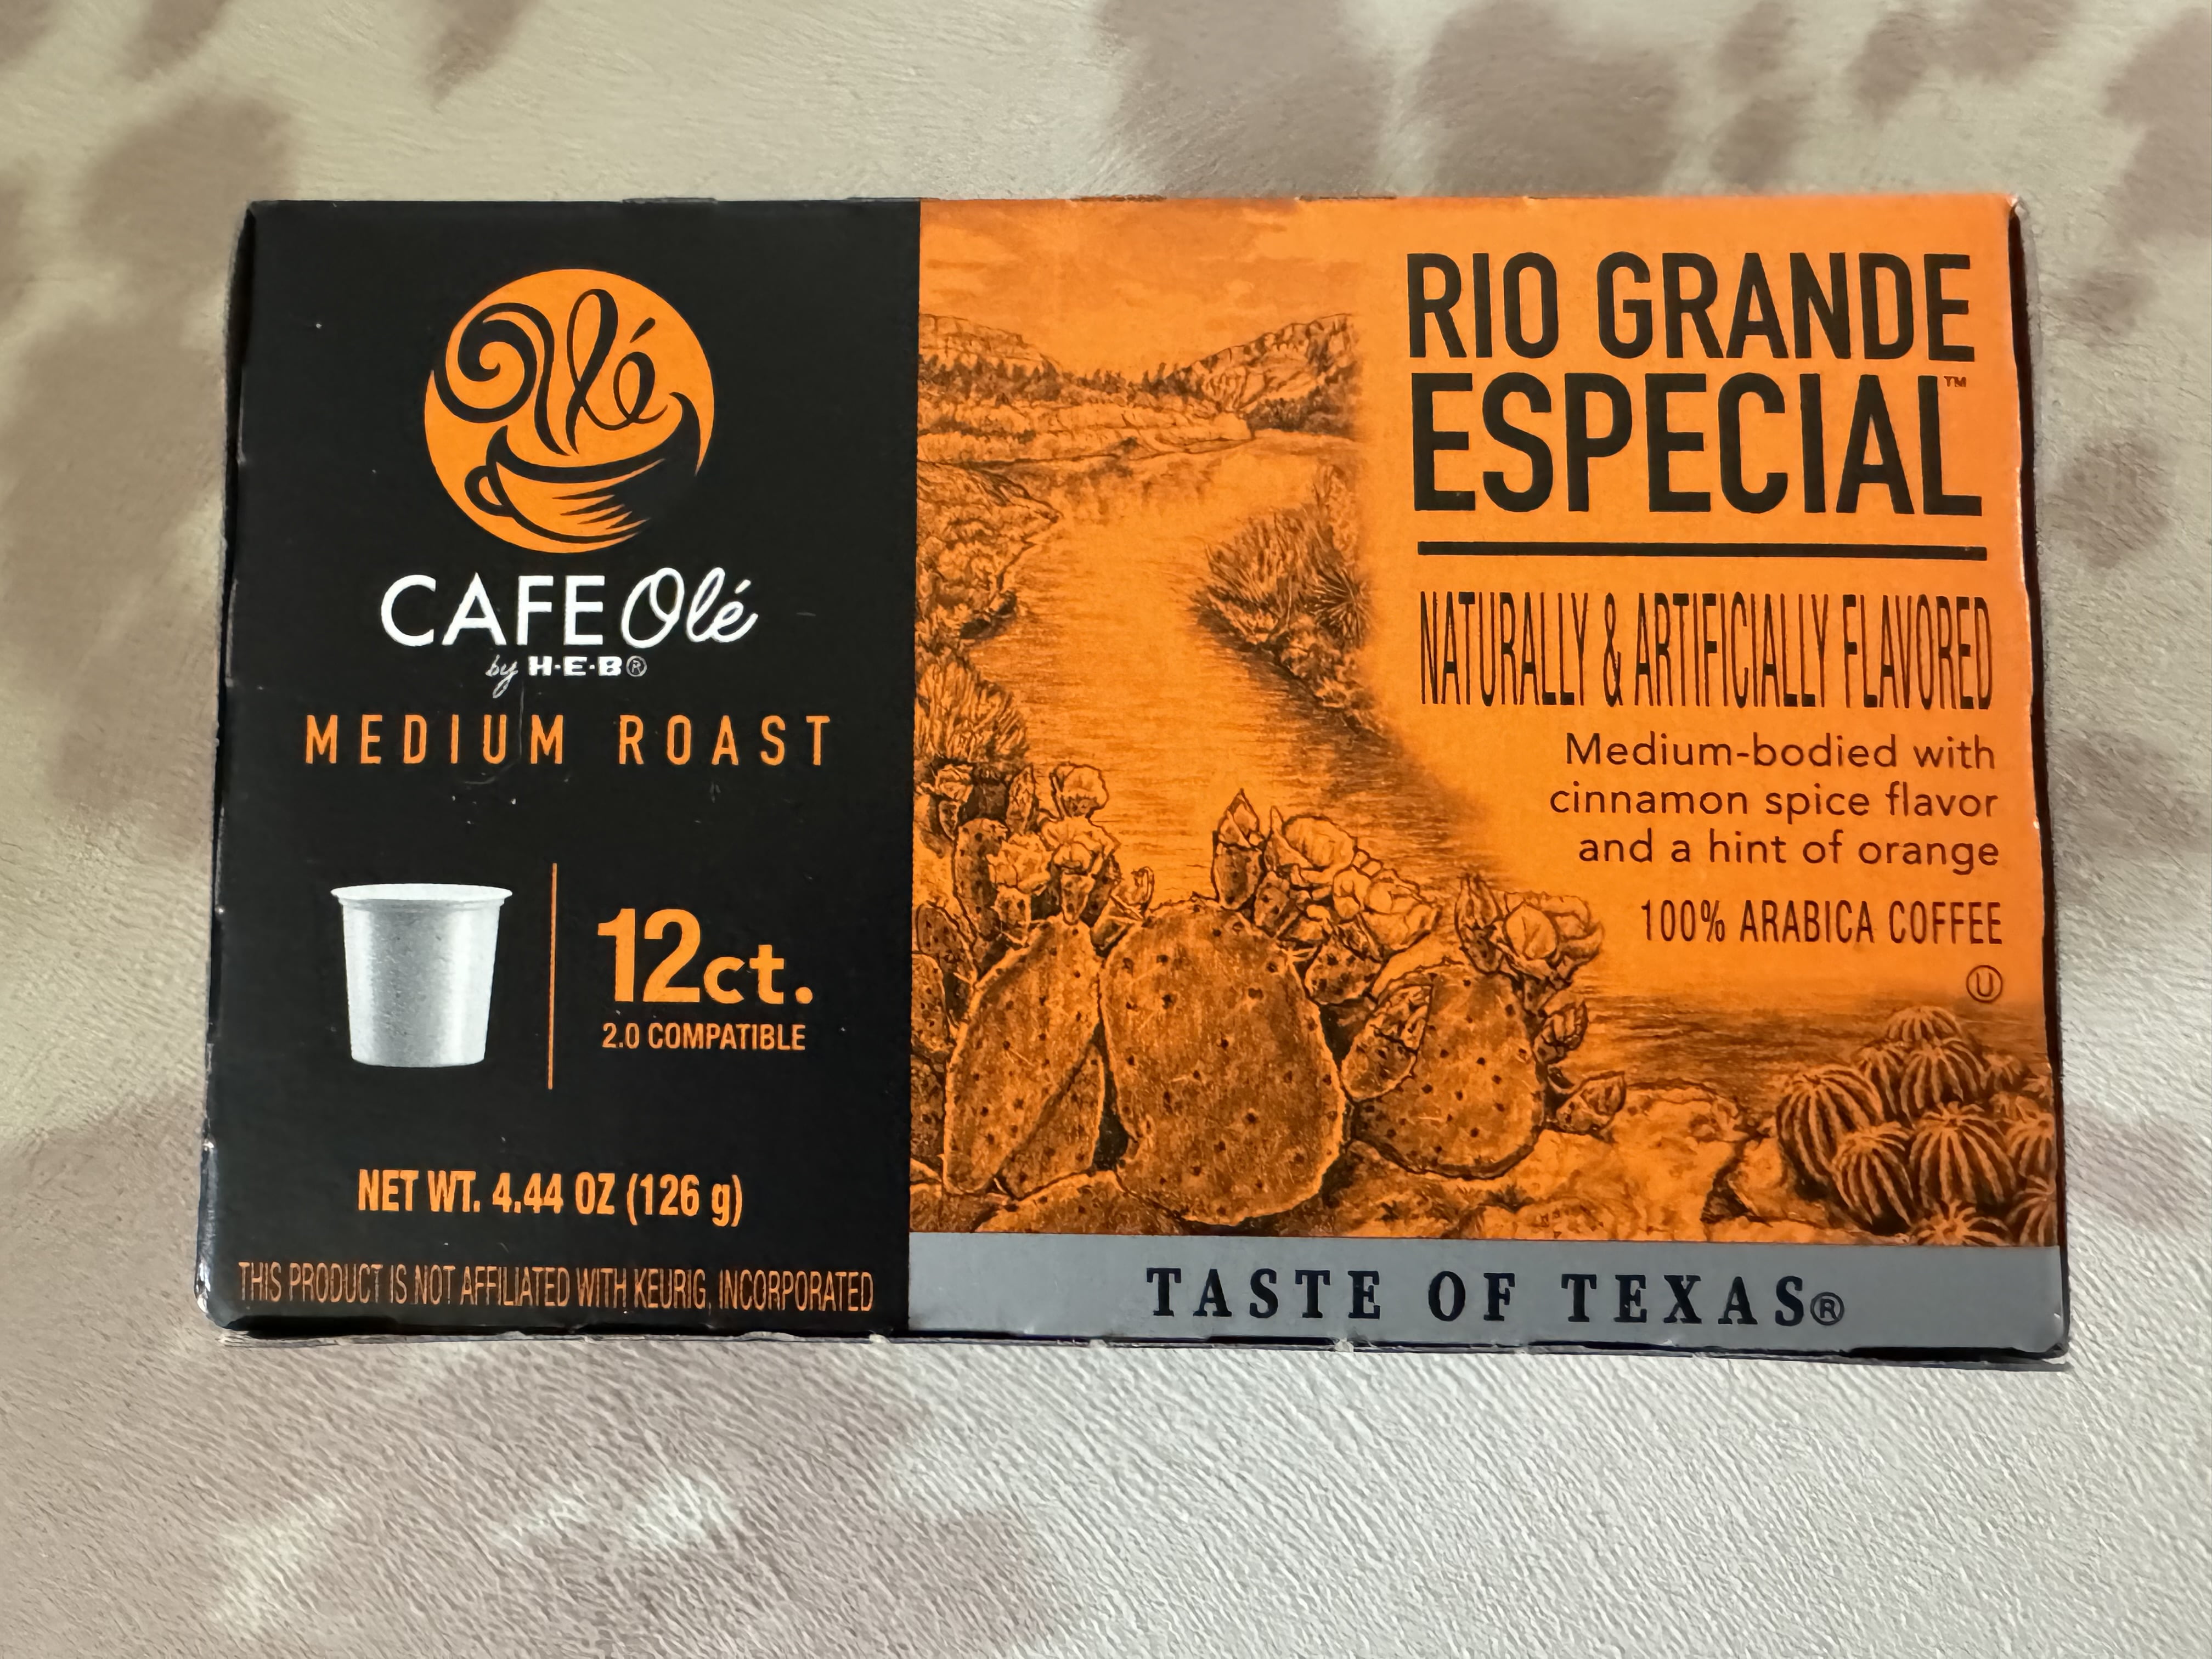 Olé
CAFE Olé
by H-E-B®
MEDIUM ROAST
12ct.
2.0 COMPATIBLE
NET WT. 4.44 OZ (126 g)
THIS PRODUCT IS NOT AFFILIATED WITH KEURIG, INCORPORATED
RIO GRANDE
ESPECIAL™
NATURALLY & ARTIFICIALLY FLAVORED
Medium-bodied with
cinnamon spice flavor
and a hint of orange
100% ARABICA COFFEE
U
TASTE OF TEXAS®